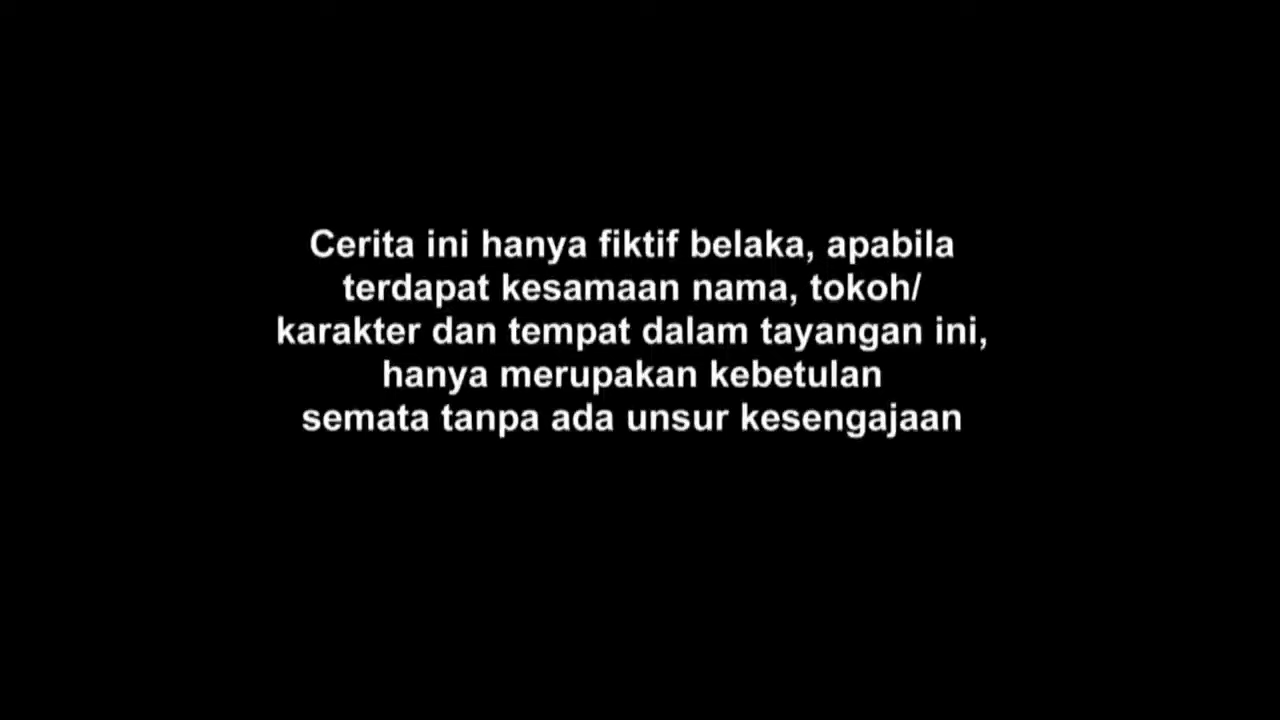 Cerita ini hanya fiktif belaka, apabila
terdapat kesamaan nama, tokoh/
karakter dan tempat dalam tayangan ini,
hanya merupakan kebetulan
semata tanpa ada unsur kesengajaan